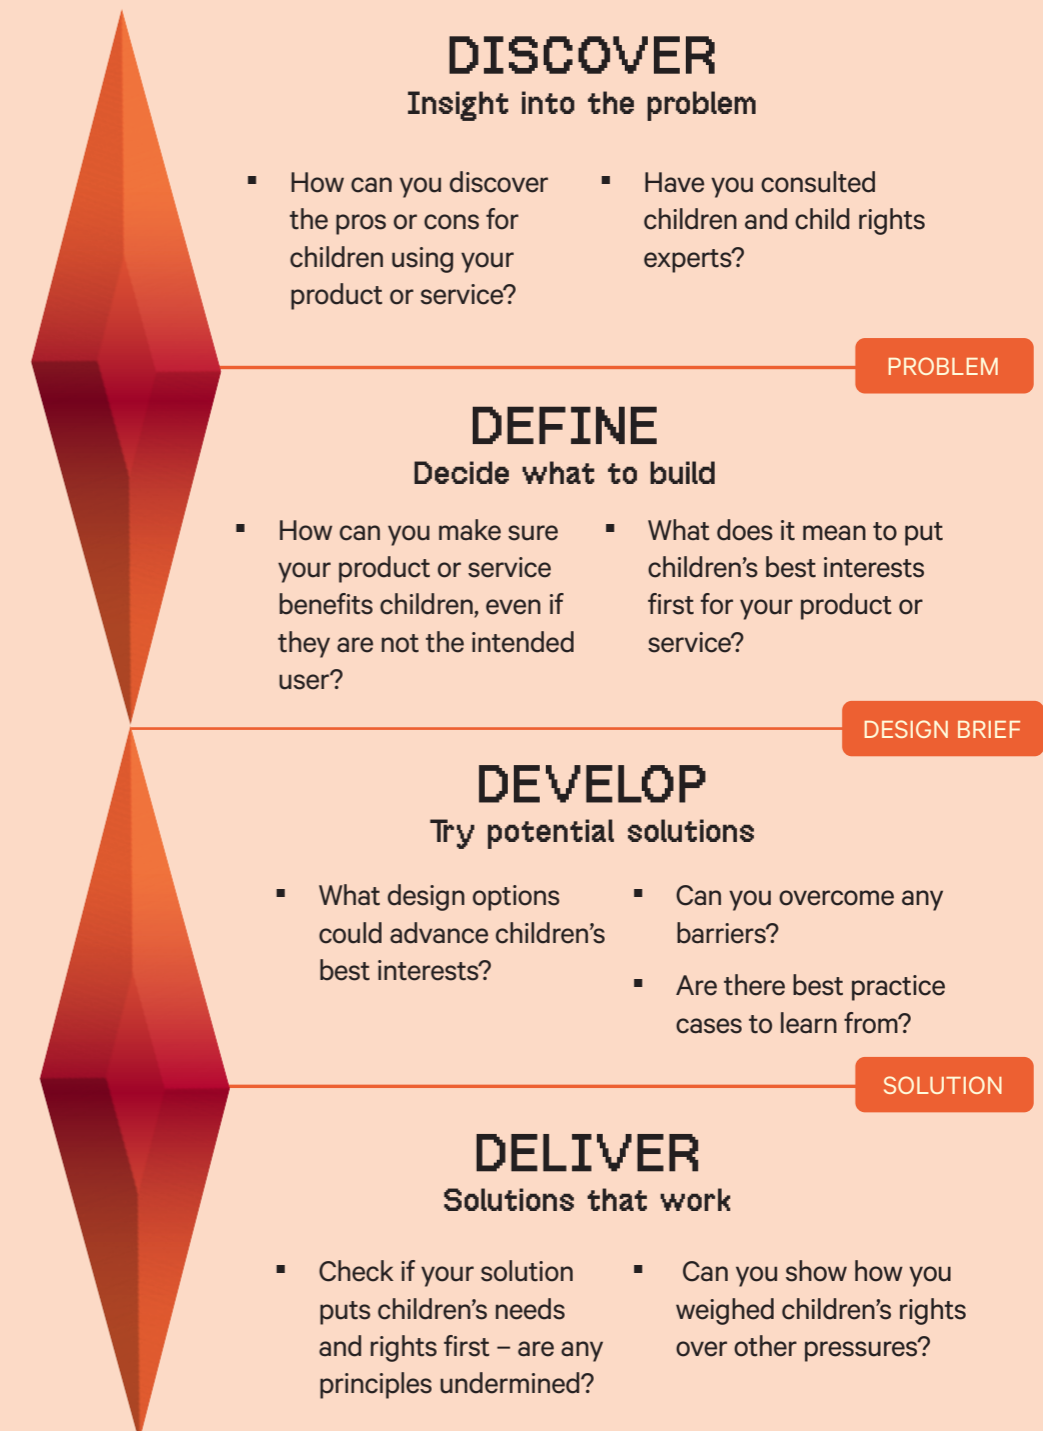 DISCOVER
Insight into the problem
▪ How can you discover
the pros or cons for
children using your
product or service?
▪ Have you consulted
children and child rights
experts?
PROBLEM
DEFINE
Decide what to build
▪ How can you make sure
your product or service
benefits children, even if
they are not the intended
user?
▪ What does it mean to put
children’s best interests
first for your product or
service?
DESIGN BRIEF
DEVELOP
Try potential solutions
▪ What design options
could advance children’s
best interests?
▪ Can you overcome any
barriers?
▪ Are there best practice
cases to learn from?
SOLUTION
DELIVER
Solutions that work
▪ Check if your solution
puts children’s needs
and rights first – are any
principles undermined?
▪ Can you show how you
weighed children’s rights
over other pressures?